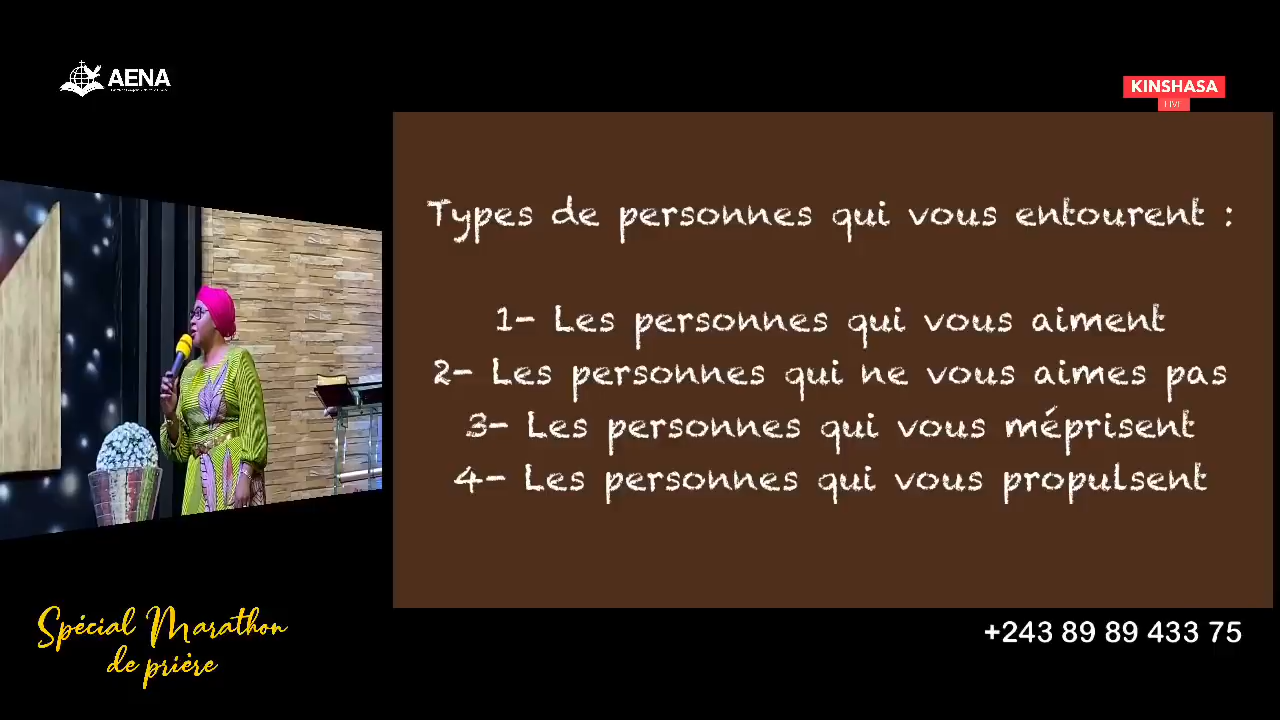 AENA
KINSHASA
LIVE
Types de personnes qui vous entourent :
1- Les personnes qui vous aiment
2- Les personnes qui ne vous aimes pas
3- Les personnes qui vous méprisent
4- Les personnes qui vous propulsent
Spécial Marathon
de prière
+243 89 89 433 75